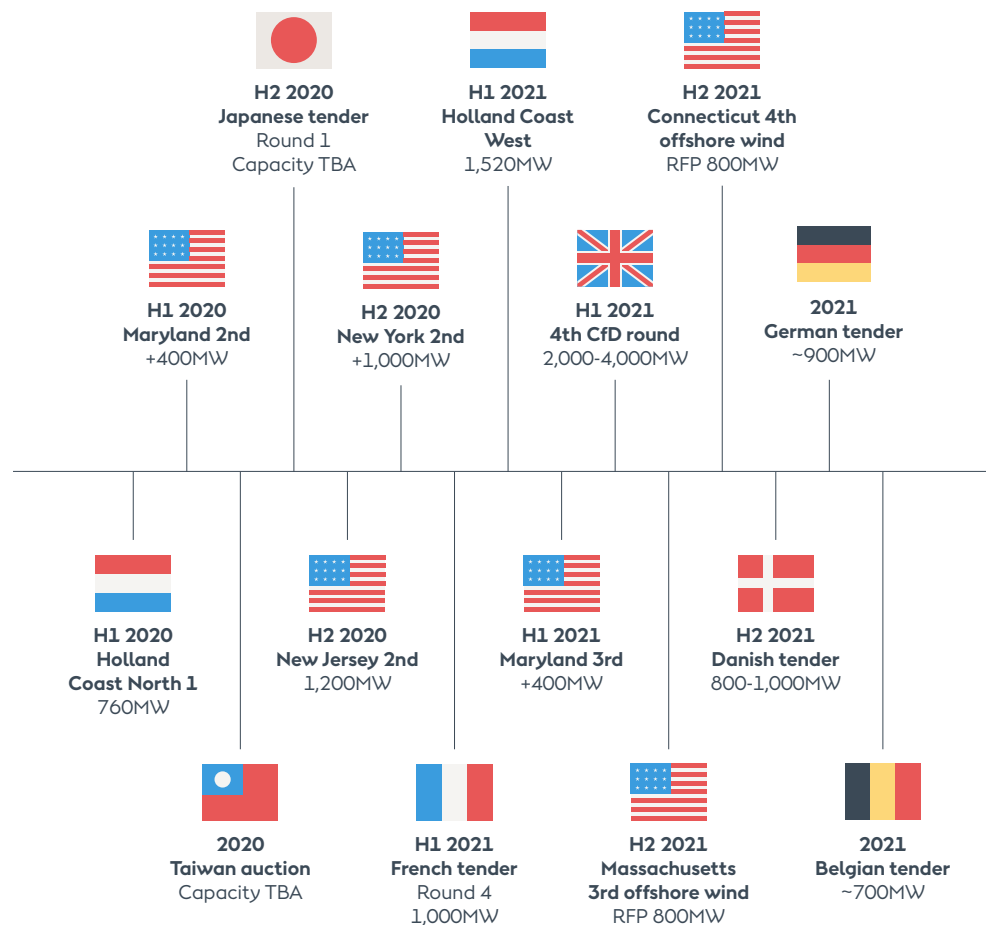 H2 2020
Japanese tender
Round 1
Capacity TBA
H1 2021
Holland Coast
West
1,520MW
H2 2021
Connecticut 4th
offshore wind
RFP 800MW
H1 2020
Maryland 2nd
+400MW
H2 2020
New York 2nd
+1,000MW
H1 2021
4th CfD round
2,000-4,000MW
2021
German tender
~900MW
H1 2020
Holland
Coast North 1
760MW
H2 2020
New Jersey 2nd
1,200MW
H1 2021
Maryland 3rd
+400MW
H2 2021
Danish tender
800-1,000MW
2020
Taiwan auction
Capacity TBA
H1 2021
French tender
Round 4
1,000MW
H2 2021
Massachusetts
3rd offshore wind
RFP 800MW
2021
Belgian tender
~700MW